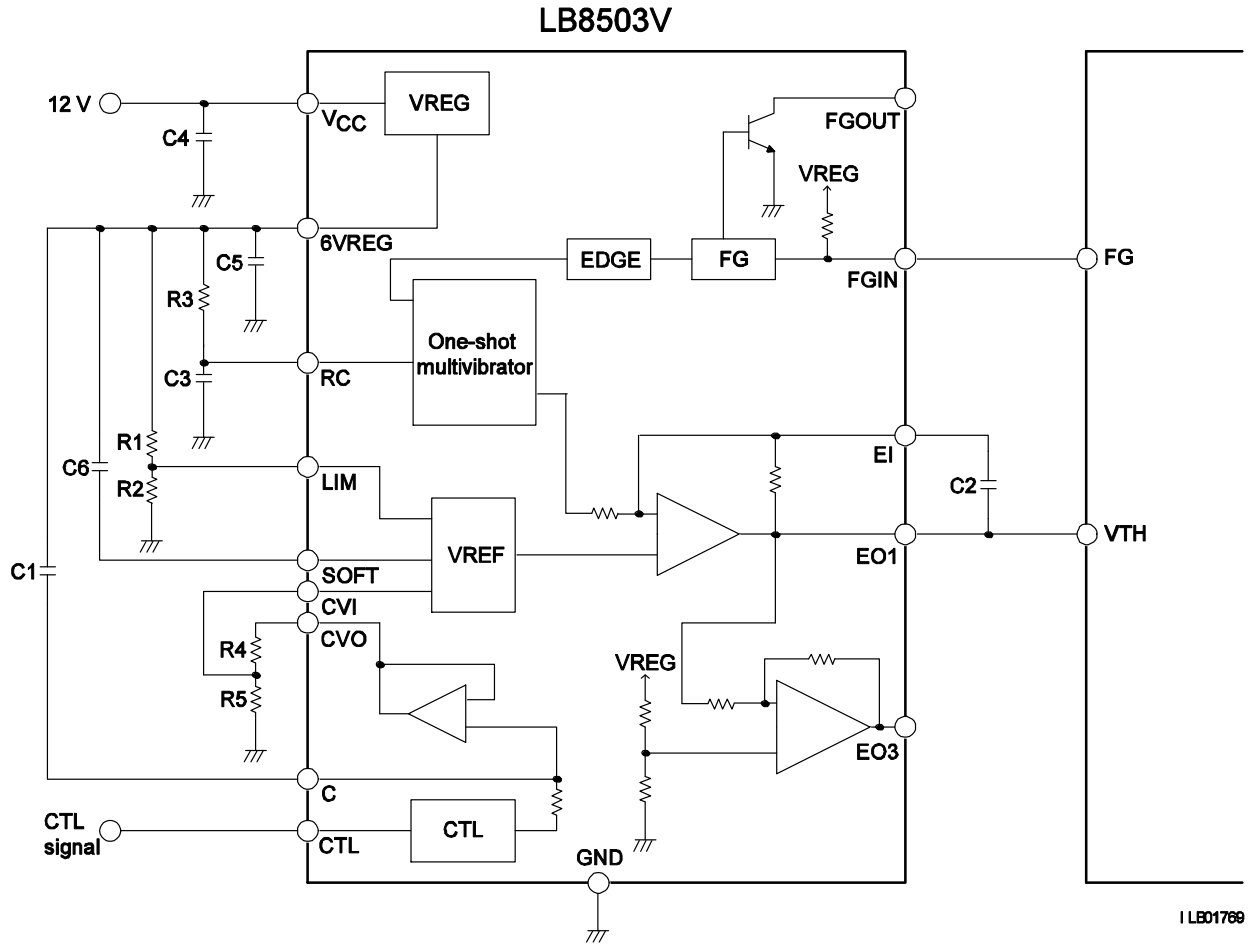 LB8503V
12 V
VCC
VREG
C4
FGOUT
VREG
6VREG
C5
EDGE
FG
FGIN
FG
R3
One-shot
multivibrator
RC
C3
R1
C6
R2
LIM
EI
C2
VREF
EO1
VTH
C1
SOFT
CVI
CVO
R4
R5
VREG
EO3
C
CTL
signal
CTL
CTL
GND
ILB01769